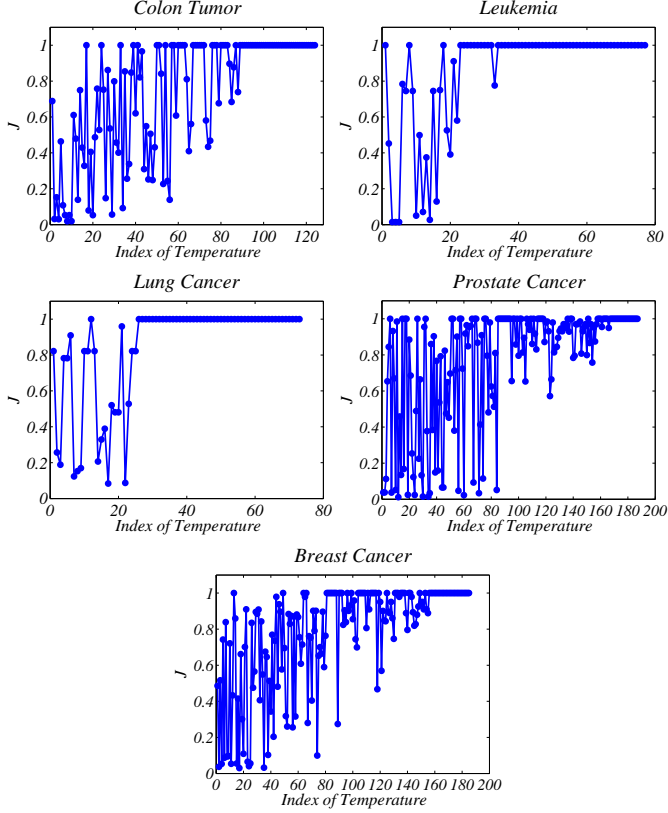 Colon Tumor
1
0.8
0.6
0.4
0.2
0
J
0 20 40 60 80 100 120
Index of Temperature
Leukemia
1
0.8
0.6
0.4
0.2
0
J
0 20 40 60 80
Index of Temperature
Lung Cancer
1
0.8
0.6
0.4
0.2
0
J
0 20 40 60 80
Index of Temperature
Prostate Cancer
1
0.8
0.6
0.4
0.2
0
J
0 20 40 60 80 100 120 140 160 180 200
Index of Temperature
Breast Cancer
1
0.8
0.6
0.4
0.2
0
J
0 20 40 60 80 100 120 140 160 180 200
Index of Temperature